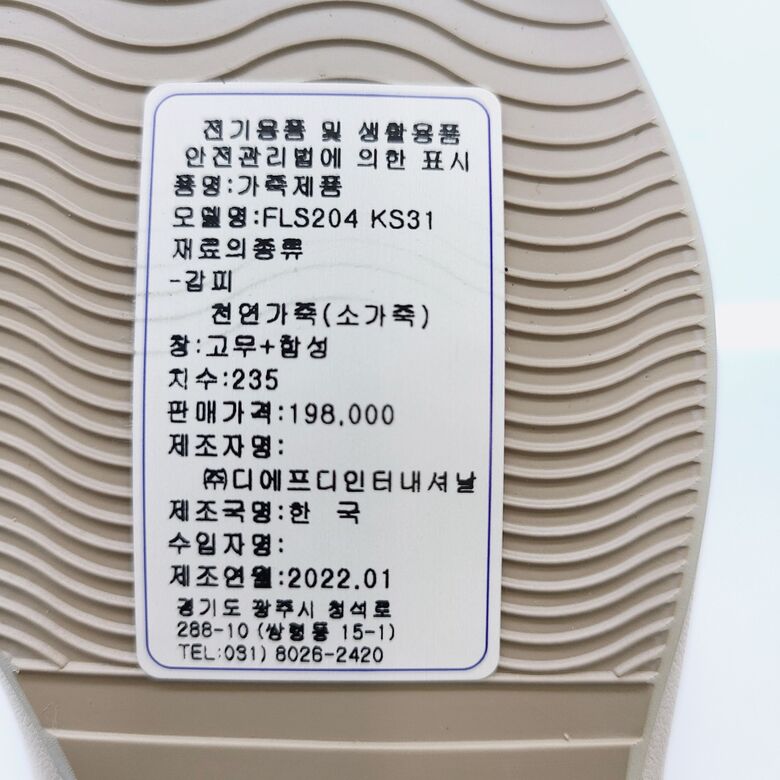 전기용품 및 생활용품
안전관리법에 의한 표시
품명:가죽제품
모델명:FLS204 KS31
재료의종류
-갑피
천연가죽(소가죽)
창:고무+합성
치수:235
판매가격:198,000
제조자명:
㈜디에프디인터내셔날
제조국명:한 국
수입자명:
제조연월:2022.01
경기도 광주시 청석로
288-10 (쌍령동 15-1)
TEL:031) 8026-2420